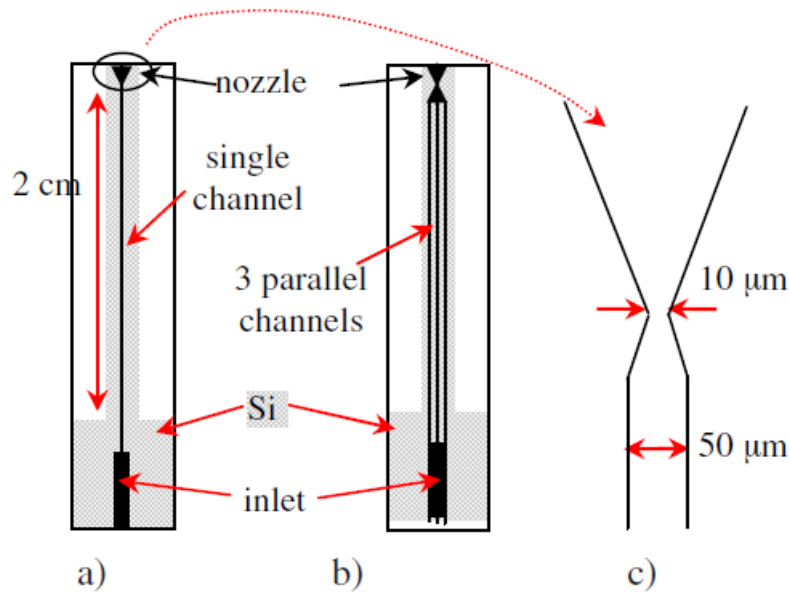 nozzle
single
channel
2 cm
3 parallel
channels
10 μm
Si
50 μm
inlet
a)
b)
c)